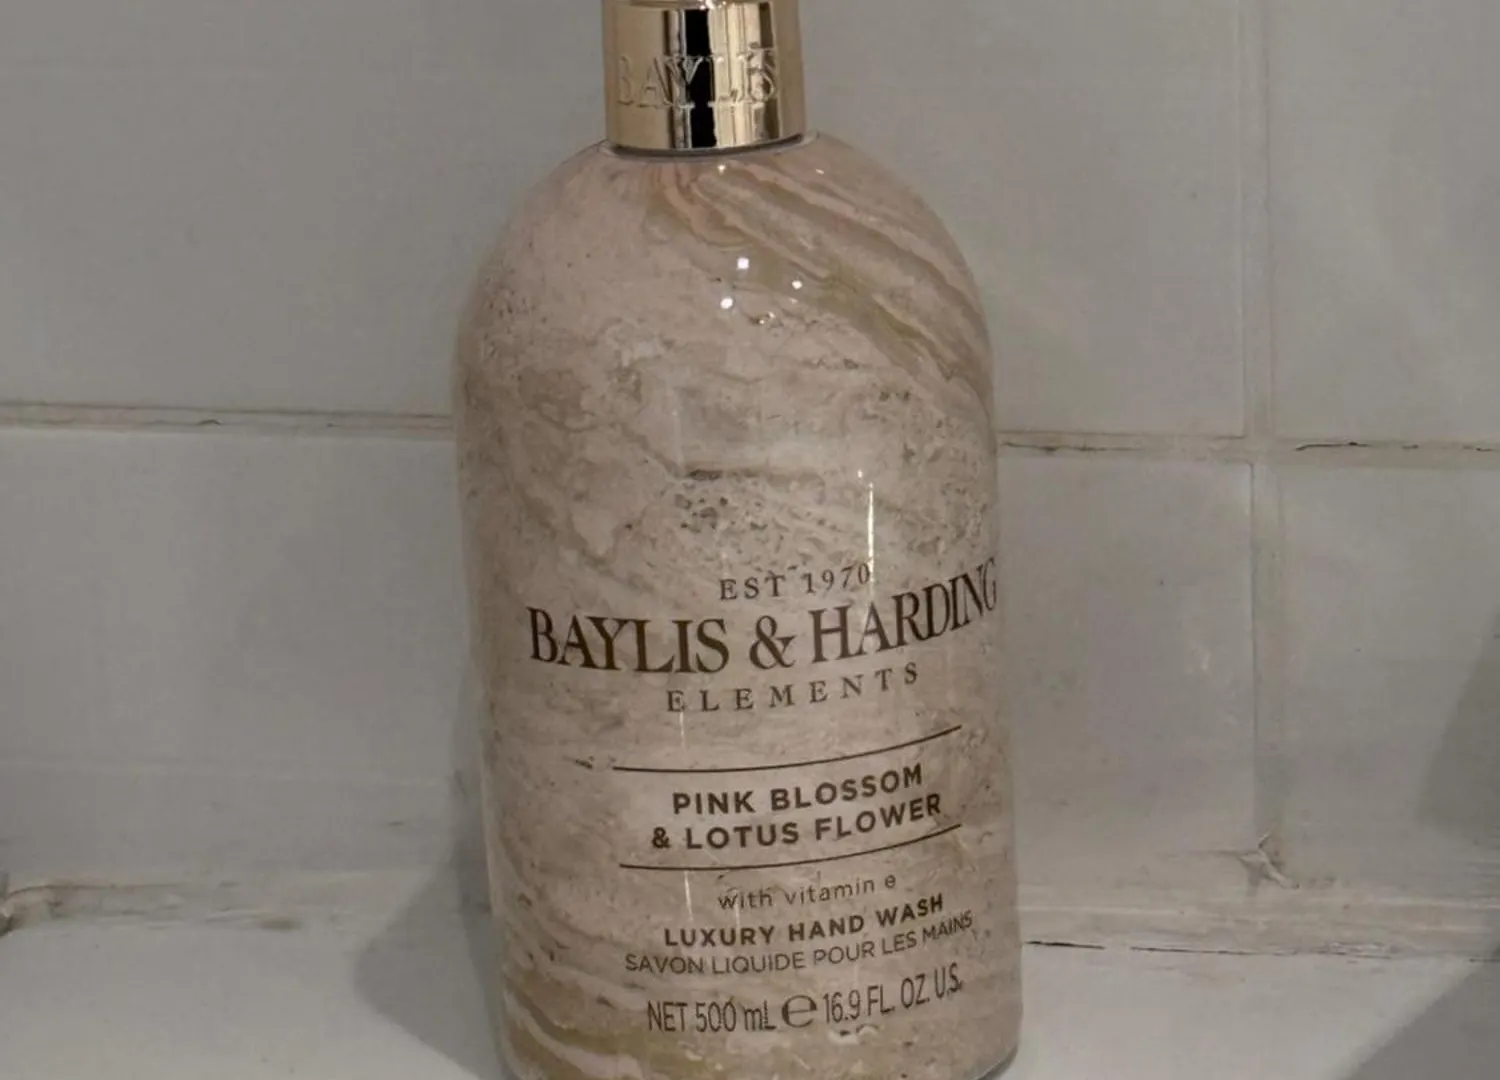 BAYLIS
EST 1970
BAYLIS & HARDING
ELEMENTS
PINK BLOSSOM
& LOTUS FLOWER
with vitamin e
LUXURY HAND WASH
SAVON LIQUIDE POUR LES MAINS
NET 500 mL ℮ 16.9 FL. OZ. U.S.